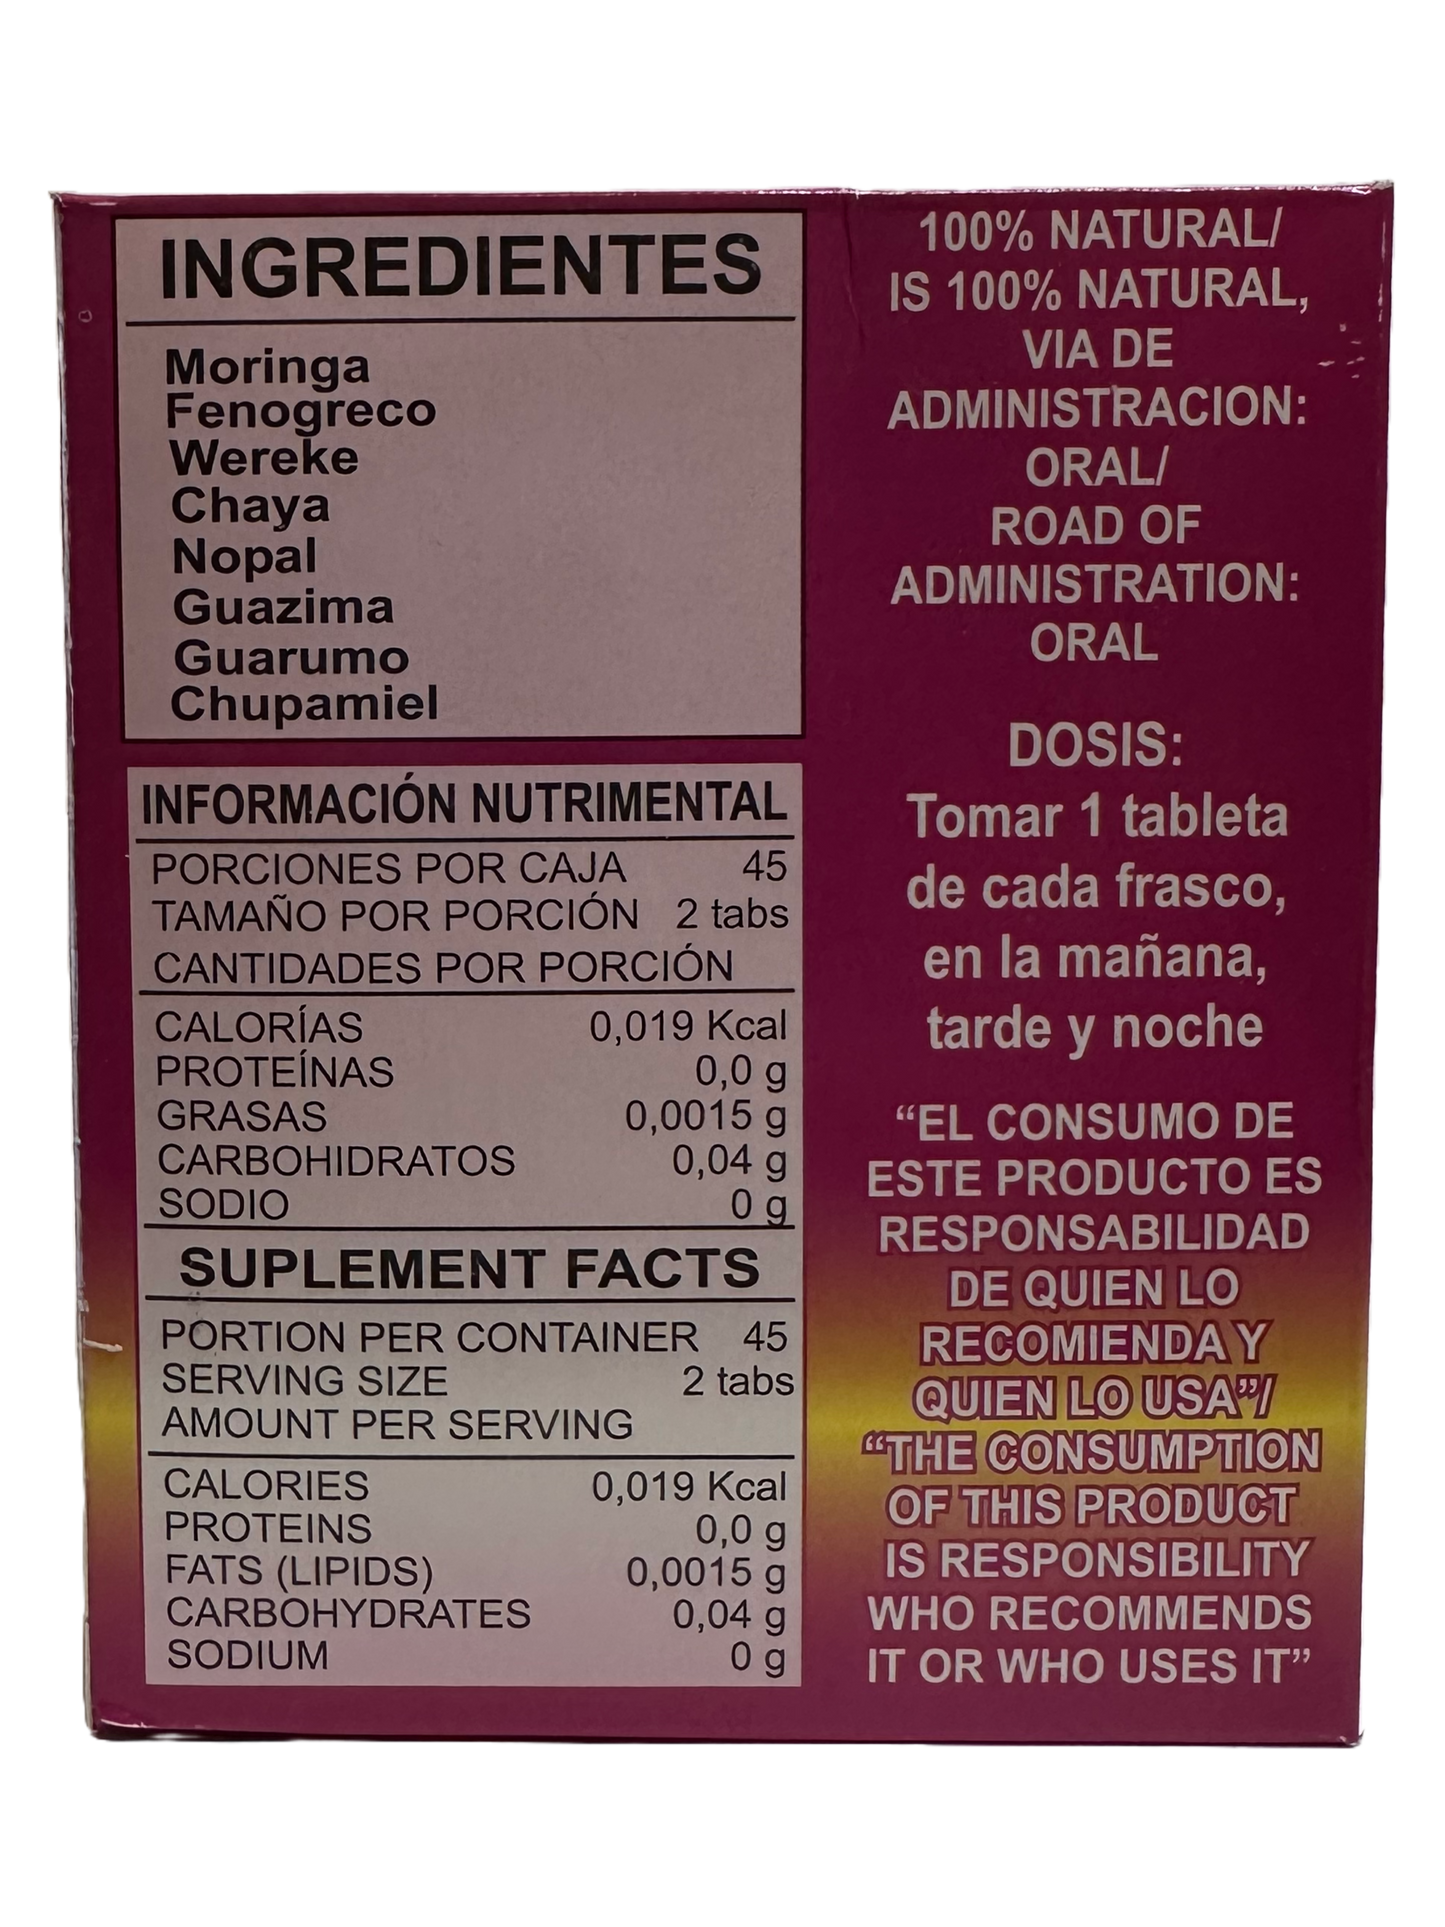 INGREDIENTES
Moringa
Fenogreco
Wereke
Chaya
Nopal
Guazima
Guarumo
Chupamiel
INFORMACIÓN NUTRIMENTAL
PORCIONES POR CAJA 45
TAMAÑO POR PORCIÓN 2 tabs
CANTIDADES POR PORCIÓN
CALORÍAS 0,019 Kcal
PROTEÍNAS 0,0 g
GRASAS 0,0015 g
CARBOHIDRATOS 0,04 g
SODIO 0 g
SUPLEMENT FACTS
PORTION PER CONTAINER 45
SERVING SIZE 2 tabs
AMOUNT PER SERVING
CALORIES 0,019 Kcal
PROTEINS 0,0 g
FATS (LIPIDS) 0,0015 g
CARBOHYDRATES 0,04 g
SODIUM 0 g
100% NATURAL/
IS 100% NATURAL,
VIA DE
ADMINISTRACION:
ORAL/
ROAD OF
ADMINISTRATION:
ORAL
DOSIS:
Tomar 1 tableta
de cada frasco,
en la mañana,
tarde y noche
“EL CONSUMO DE
ESTE PRODUCTO ES
RESPONSABILIDAD
DE QUIEN LO
RECOMIENDA Y
QUIEN LO USA”/
“THE CONSUMPTION
OF THIS PRODUCT
IS RESPONSIBILITY
WHO RECOMMENDS
IT OR WHO USES IT”